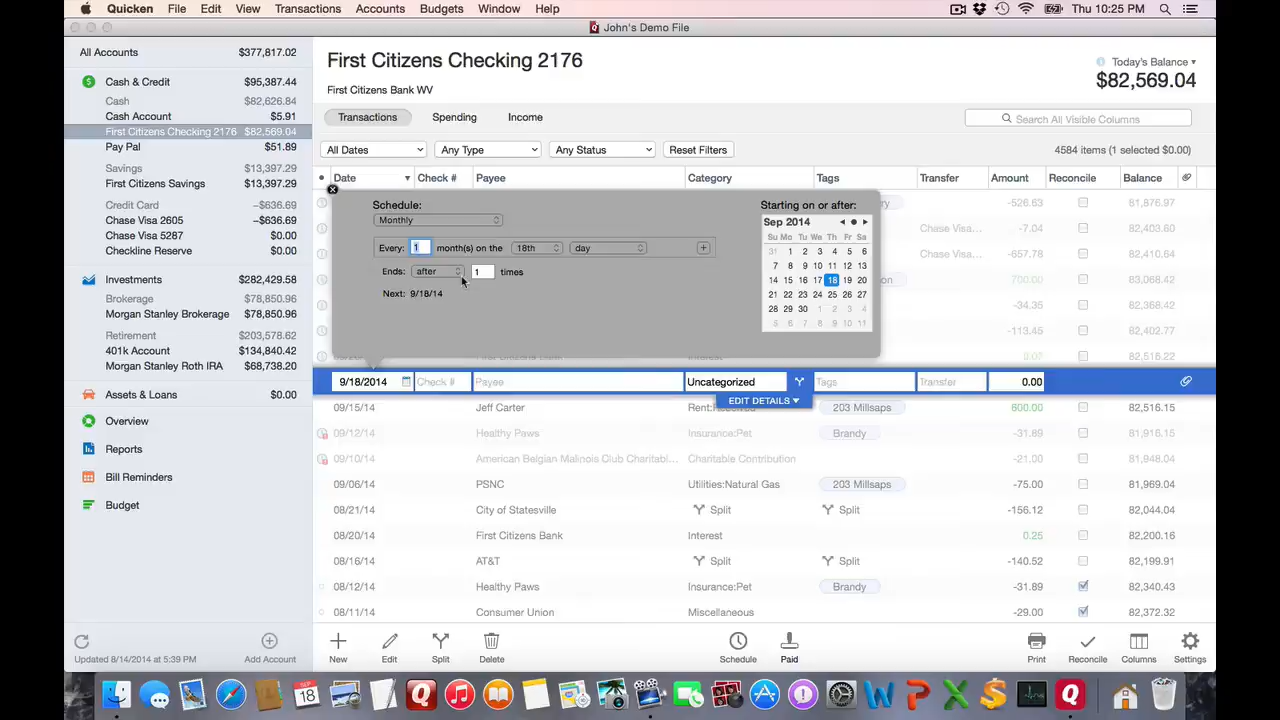 Quicken File Edit View Transactions Accounts Budgets Window Help Thu 10:25 PM
John's Demo File
All Accounts $377,817.02
Cash & Credit $95,387.44
Cash $82,626.84
Cash Account $5.91
First Citizens Checking 2176 $82,569.04
Pay Pal $51.89
Savings $13,397.29
First Citizens Savings $13,397.29
Credit Card −$636.69
Chase Visa 2605 −$636.69
Chase Visa 5287 $0.00
Checkline Reserve $0.00
Investments $282,429.58
Brokerage $78,850.96
Morgan Stanley Brokerage $78,850.96
Retirement $203,578.62
401k Account $134,840.42
Morgan Stanley Roth IRA $68,738.20
Assets & Loans $0.00
Overview
Reports
Bill Reminders
Budget
Updated 8/14/2014 at 5:39 PM Add Account
First Citizens Checking 2176
First Citizens Bank WV
Today's Balance
$82,569.04
Transactions Spending Income Search All Visible Columns
All Dates Any Type Any Status Reset Filters 4584 items (1 selected $0.00)
Date Check # Payee Category Tags Transfer Amount Reconcile Balance
-526.63 81,876.97
Chase Visa... -7.04 82,403.60
Chase Visa... -657.78 82,410.64
700.00
-34.35
-113.45 82,402.77
0.07 82,516.22
Schedule:
Monthly
Every: 1 month(s) on the 18th day +
Ends: after 1 times
Next: 9/18/14
Starting on or after:
Sep 2014
Su Mo Tu We Th Fr Sa
31 1 2 3 4 5 6
7 8 9 10 11 12 13
14 15 16 17 18 19 20
21 22 23 24 25 26 27
28 29 30 1 2 3 4
5 6 7 8 9 10 11
9/18/2014 Check # Payee Uncategorized Tags Transfer 0.00
EDIT DETAILS
09/15/14 Jeff Carter Rent:Received 203 Millsaps 600.00 82,516.15
09/12/14 Healthy Paws Insurance:Pet Brandy -31.89 81,916.15
09/10/14 American Belgian Malinois Club Charitabl... Charitable Contribution -21.00 81,948.04
09/06/14 PSNC Utilities:Natural Gas 203 Millsaps -75.00 81,969.04
08/21/14 City of Statesville Split Split -156.12 82,044.04
08/20/14 First Citizens Bank Interest 0.25 82,200.16
08/16/14 AT&T Split Split -140.52 82,199.91
08/12/14 Healthy Paws Insurance:Pet Brandy -31.89 82,340.43
08/11/14 Consumer Union Miscellaneous -29.00 82,372.32
New Edit Split Delete Schedule Paid Print Reconcile Columns Settings
SEP
18